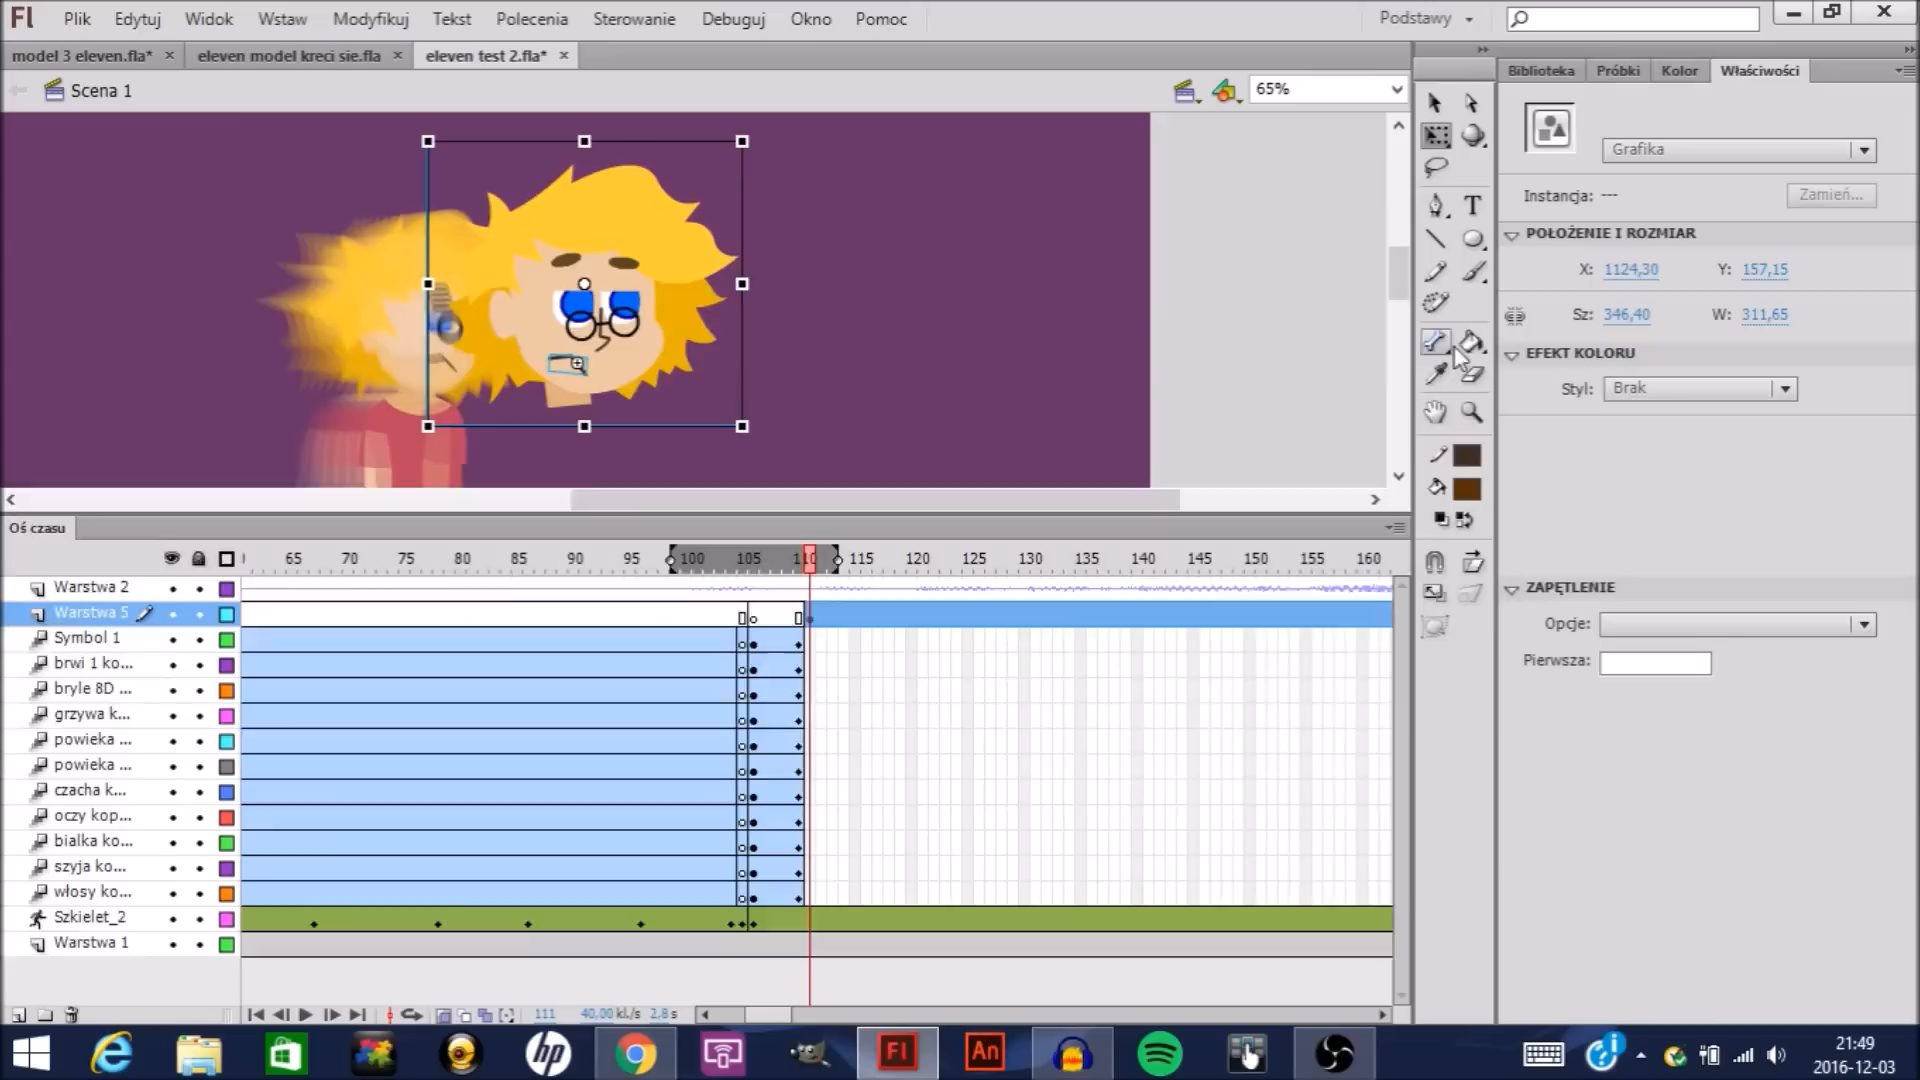 Fl Plik Edytuj Widok Wstaw Modyfikuj Tekst Polecenia Sterowanie Debuguj Okno Pomoc Podstawy
model 3 eleven.fla* × eleven model kreci sie.fla × eleven test 2.fla* ×
Scena 1 65%
Biblioteka Próbki Kolor Właściwości
Grafika
Instancja: --- Zamień...
POŁOŻENIE I ROZMIAR
X: 1124,30 Y: 157,15
Sz: 346,40 W: 311,65
EFEKT KOLORU
Styl: Brak
ZAPĘTLENIE
Opcje:
Pierwsza:
Oś czasu
65 70 75 80 85 90 95 100 105 110 115 120 125 130 135 140 145 150 155 160
Warstwa 2
Warstwa 5
Symbol 1
brwi 1 ko...
bryle 8D ...
grzywa k...
powieka ...
powieka ...
czacha k...
oczy kop...
bialka ko...
szyja ko...
włosy ko...
Szkielet_2
Warstwa 1
111 40,00 kl./s 2,8 s
hp Fl An
21:49
2016-12-03